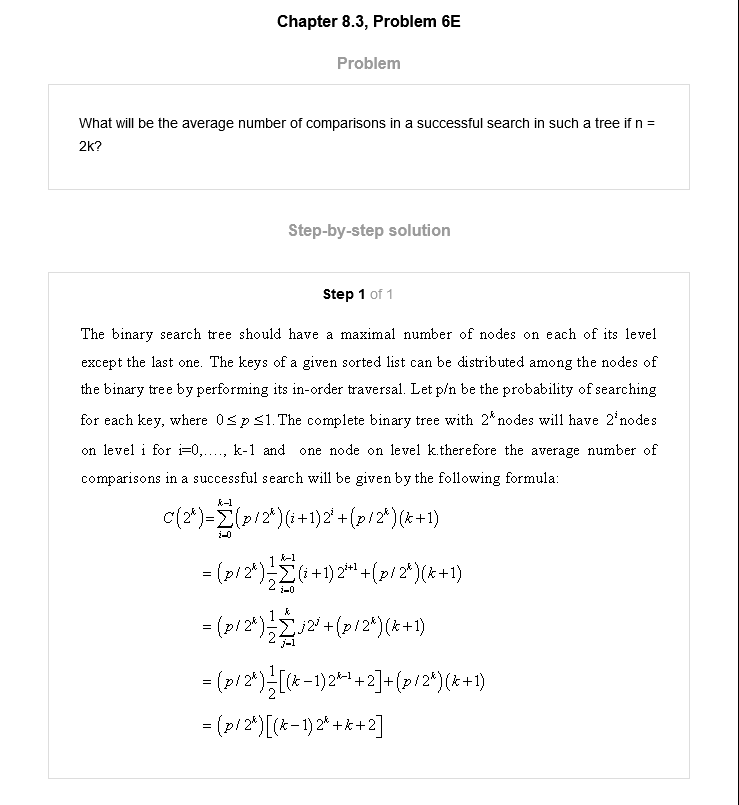 Chapter 8.3, Problem 6E
Problem
What will be the average number of comparisons in a successful search in such a tree if n =
2k?
Step-by-step solution
Step 1 of 1
The binary search tree should have a maximal number of nodes on each of its level
except the last one. The keys of a given sorted list can be distributed among the nodes of
the binary tree by performing its in-order traversal. Let p/n be the probability of searching
for each key, where 0≤p≤1. The complete binary tree with 2^k nodes will have 2^i nodes
on level i for i=0,...., k-1 and one node on level k.therefore the average number of
comparisons in a successful search will be given by the following formula:
C(2^k)=∑_{i=0}^{k-1}(p/2^k)(i+1)2^i+(p/2^k)(k+1)
=(p/2^k)\frac{1}{2}∑_{i=0}^{k-1}(i+1)2^{i+1}+(p/2^k)(k+1)
=(p/2^k)\frac{1}{2}∑_{j=1}^{k}j2^j+(p/2^k)(k+1)
=(p/2^k)\frac{1}{2}[(k-1)2^{k-1}+2]+(p/2^k)(k+1)
=(p/2^k)[(k-1)2^k+k+2]